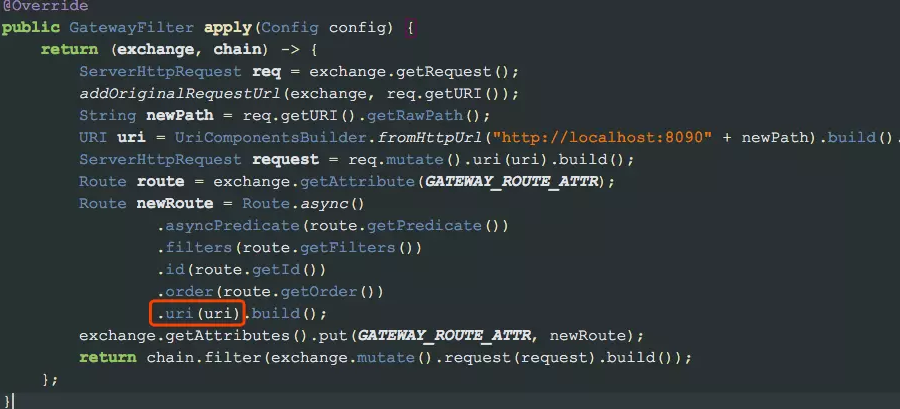 @Override
public GatewayFilter apply(Config config) {
return (exchange, chain) -> {
ServerHttpRequest req = exchange.getRequest();
addOriginalRequestUrl(exchange, req.getURI());
String newPath = req.getURI().getRawPath();
URI uri = UriComponentsBuilder.fromHttpUrl("http://localhost:8090" + newPath).build().
ServerHttpRequest request = req.mutate().uri(uri).build();
Route route = exchange.getAttribute(GATEWAY_ROUTE_ATTR);
Route newRoute = Route.async()
.asyncPredicate(route.getPredicate())
.filters(route.getFilters())
.id(route.getId())
.order(route.getOrder())
.uri(uri).build();
exchange.getAttributes().put(GATEWAY_ROUTE_ATTR, newRoute);
return chain.filter(exchange.mutate().request(request).build());
};
}